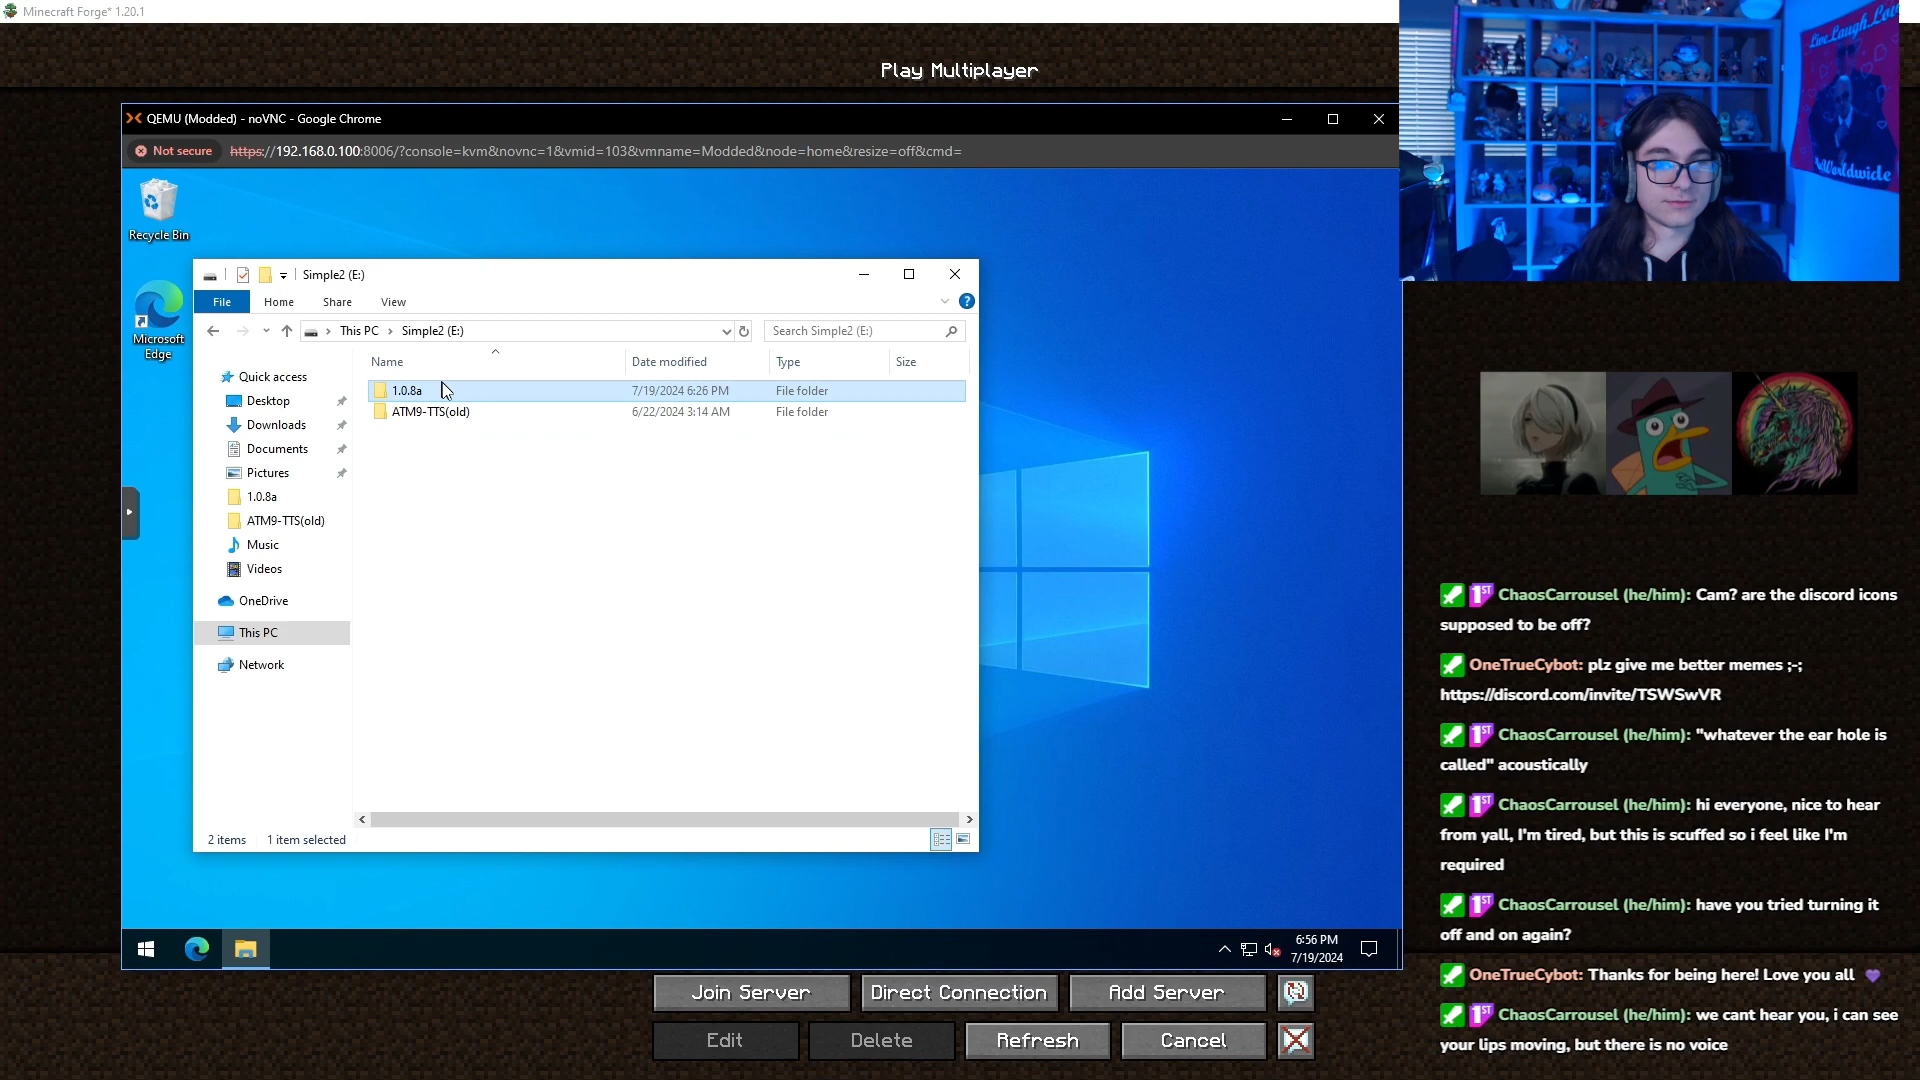 Minecraft Forge* 1.20.1
Play Multiplayer
QEMU (Modded) - noVNC - Google Chrome
Not secure
https://192.168.0.100:8006/?console=kvm&novnc=1&vmid=103&vmname=Modded&node=home&resize=off&cmd=
Recycle Bin
Microsoft
Edge
Simple2 (E:)
File
Home
Share
View
This PC
Simple2 (E:)
Search Simple2 (E:)
Name
Date modified
Type
Size
1.0.8a
7/19/2024 6:26 PM
File folder
ATM9-TTS(old)
6/22/2024 3:14 AM
File folder
Quick access
Desktop
Downloads
Documents
Pictures
1.0.8a
ATM9-TTS(old)
Music
Videos
OneDrive
This PC
Network
2 items
1 item selected
6:56 PM
7/19/2024
Join Server
Direct Connection
Add Server
Edit
Delete
Refresh
Cancel
Live.Laugh.Love
Worldwide
1ST ChaosCarrousel (he/him): Cam? are the discord icons
supposed to be off?
OneTrueCybot: plz give me better memes ;-;
https://discord.com/invite/TSWSwVR
1ST ChaosCarrousel (he/him): "whatever the ear hole is
called" acoustically
1ST ChaosCarrousel (he/him): hi everyone, nice to hear
from yall, I'm tired, but this is scuffed so i feel like I'm
required
1ST ChaosCarrousel (he/him): have you tried turning it
off and on again?
OneTrueCybot: Thanks for being here! Love you all 💜
1ST ChaosCarrousel (he/him): we cant hear you, i can see
your lips moving, but there is no voice